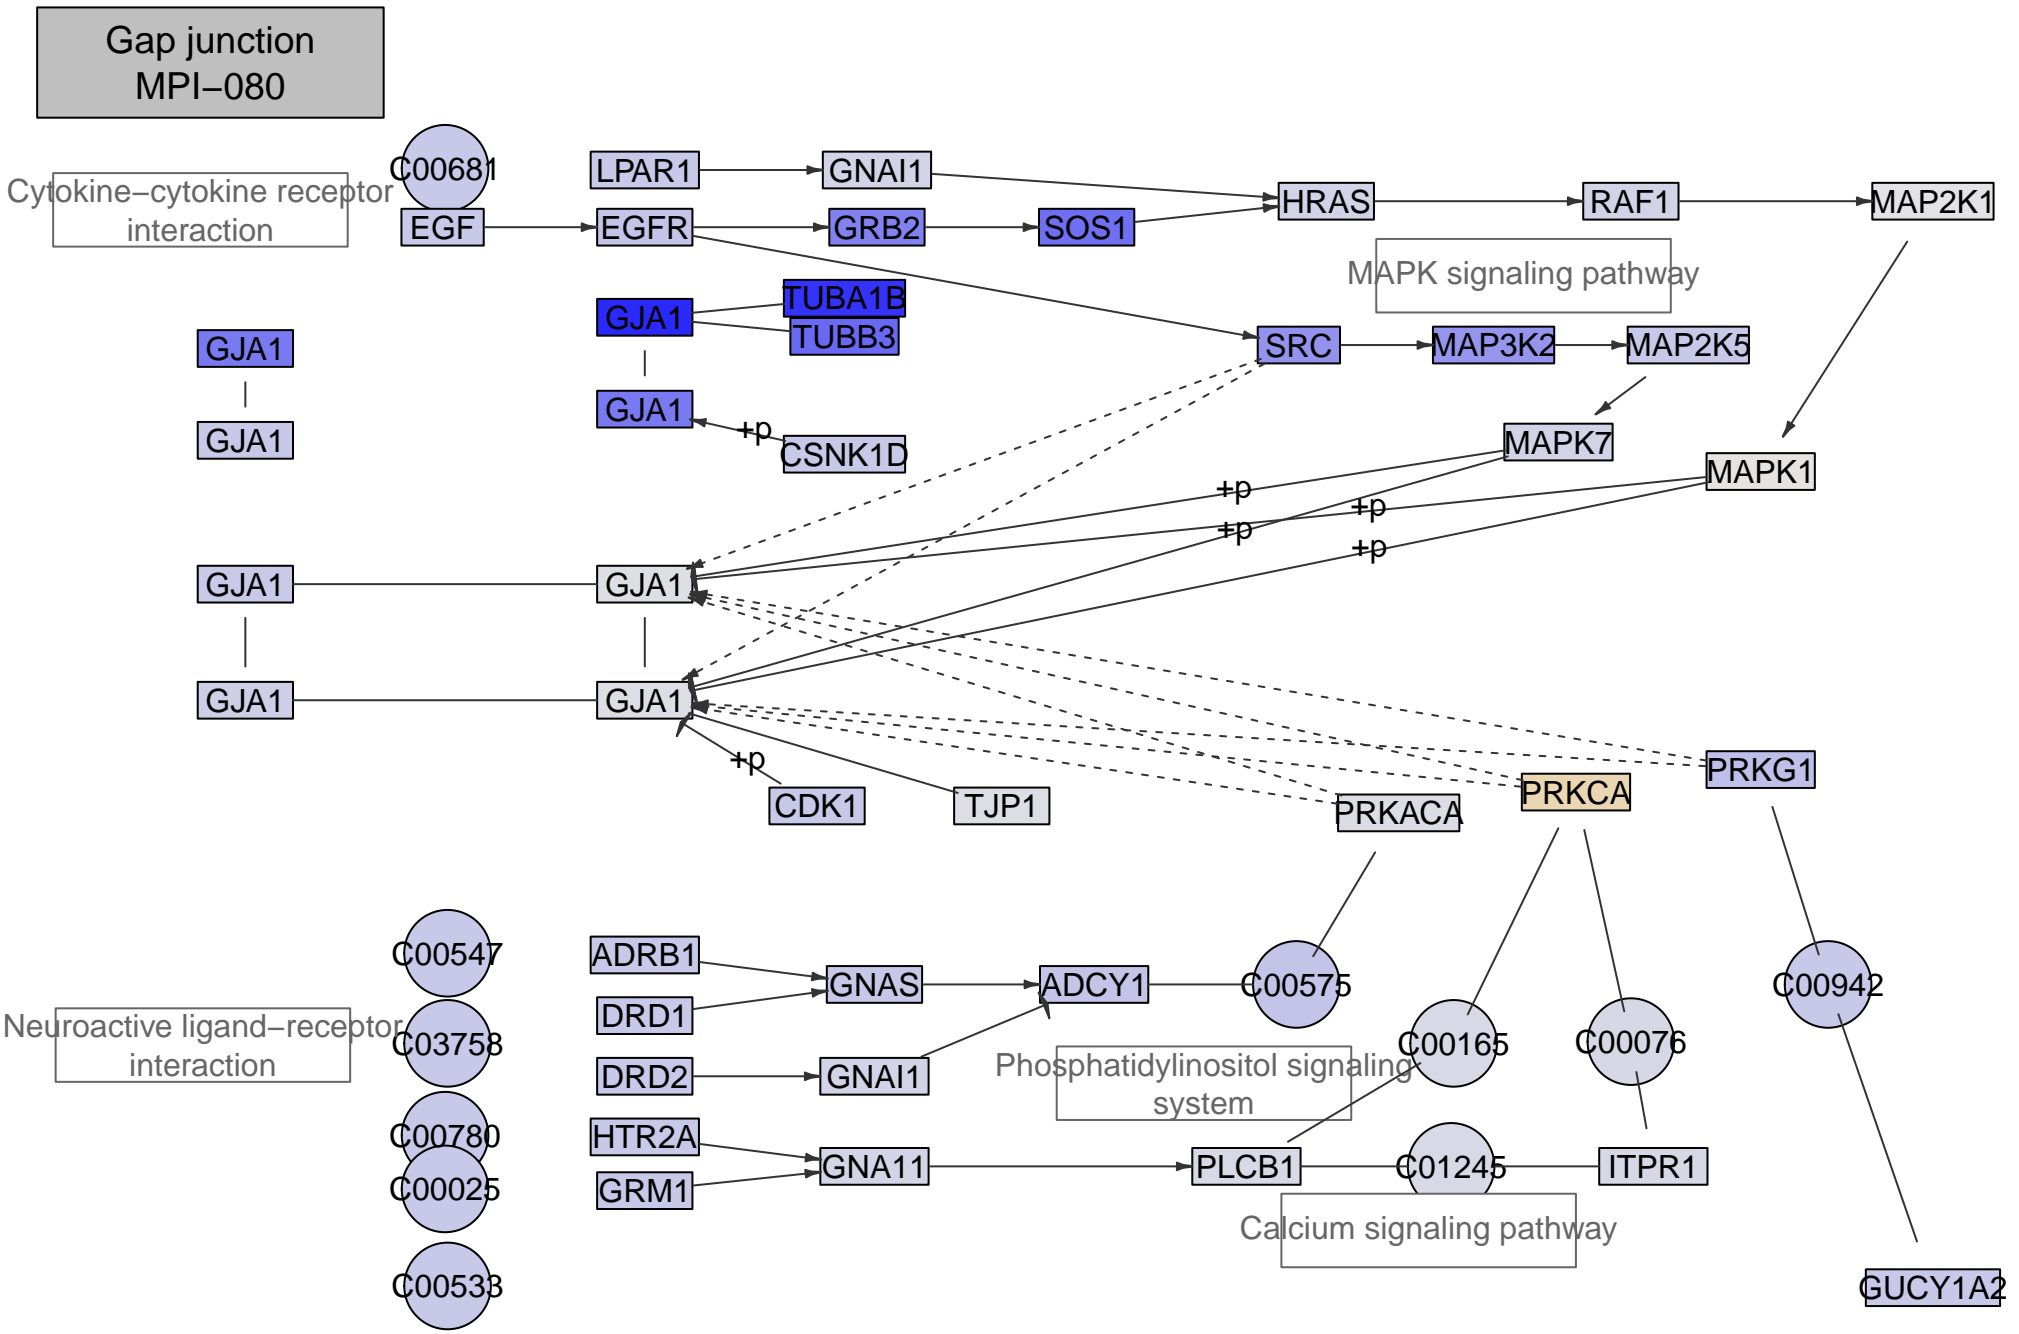 Gap junction
MPI−080
C00681
LPAR1
GNAI1
Cytokine−cytokine receptor
interaction
HRAS
RAF1
MAP2K1
EGF
EGFR
GRB2
SOS1
MAPK signaling pathway
GJA1
TUBA1B
TUBB3
GJA1
SRC
MAP3K2
MAP2K5
GJA1
+p
CSNK1D
GJA1
MAPK7
MAPK1
+p
+p
+p
+p
GJA1
GJA1
GJA1
GJA1
+p
CDK1
TJP1
PRKACA
PRKCA
PRKG1
C00547
ADRB1
GNAS
ADCY1
C00575
C00942
DRD1
Neuroactive ligand−receptor
interaction
C03758
C00165
C00076
DRD2
GNAI1
Phosphatidylinositol signaling
system
C00780
HTR2A
GNA11
PLCB1
C01245
ITPR1
C00025
GRM1
Calcium signaling pathway
C00533
GUCY1A2